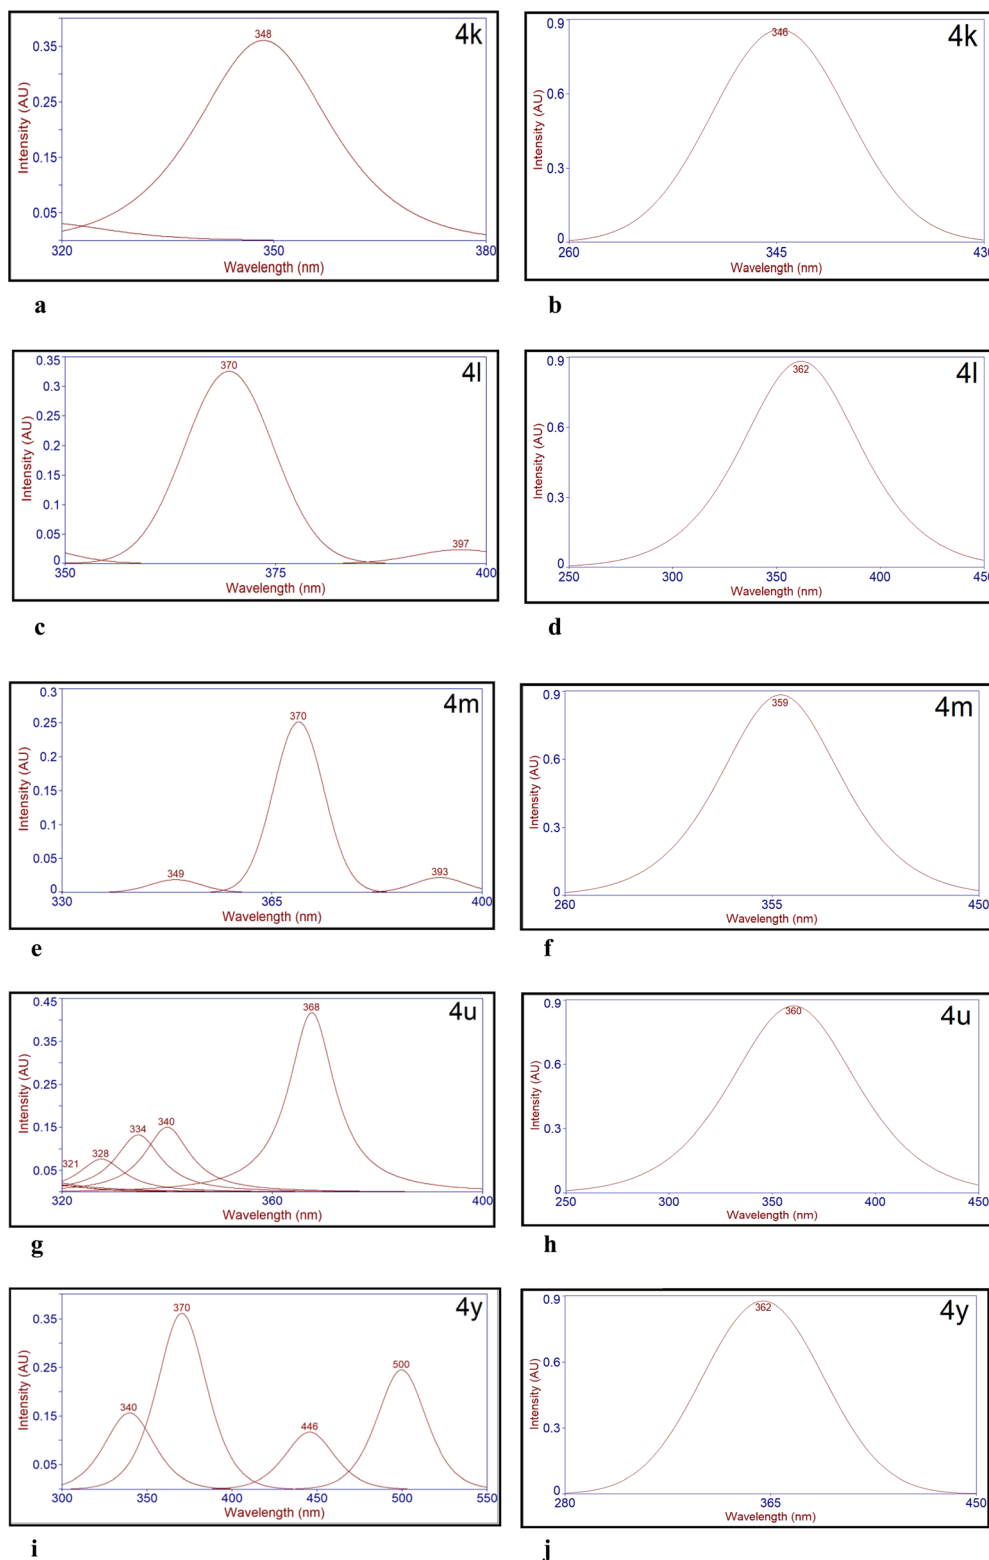 4k
348
Intensity (AU)
0.35
0.25
0.15
0.05
320
350
380
Wavelength (nm)
a
4k
346
Intensity (AU)
0.9
0.6
0.3
0
260
345
430
Wavelength (nm)
b
4l
370
397
Intensity (AU)
0.35
0.3
0.25
0.2
0.15
0.1
0.05
0
350
375
400
Wavelength (nm)
c
4l
362
Intensity (AU)
0.9
0.6
0.3
0
250
300
350
400
450
Wavelength (nm)
d
4m
349
370
393
Intensity (AU)
0.3
0.25
0.2
0.15
0.1
0.05
0
330
365
400
Wavelength (nm)
e
4m
359
Intensity (AU)
0.9
0.6
0.3
0
260
355
450
Wavelength (nm)
f
4u
321
328
334
340
368
Intensity (AU)
0.45
0.35
0.25
0.15
0.05
320
360
400
Wavelength (nm)
g
4u
360
Intensity (AU)
0.9
0.6
0.3
0
250
300
350
400
450
Wavelength (nm)
h
4y
340
370
446
500
Intensity (AU)
0.35
0.25
0.15
0.05
300
350
400
450
500
550
Wavelength (nm)
i
4y
362
Intensity (AU)
0.9
0.6
0.3
0
280
365
450
Wavelength (nm)
j